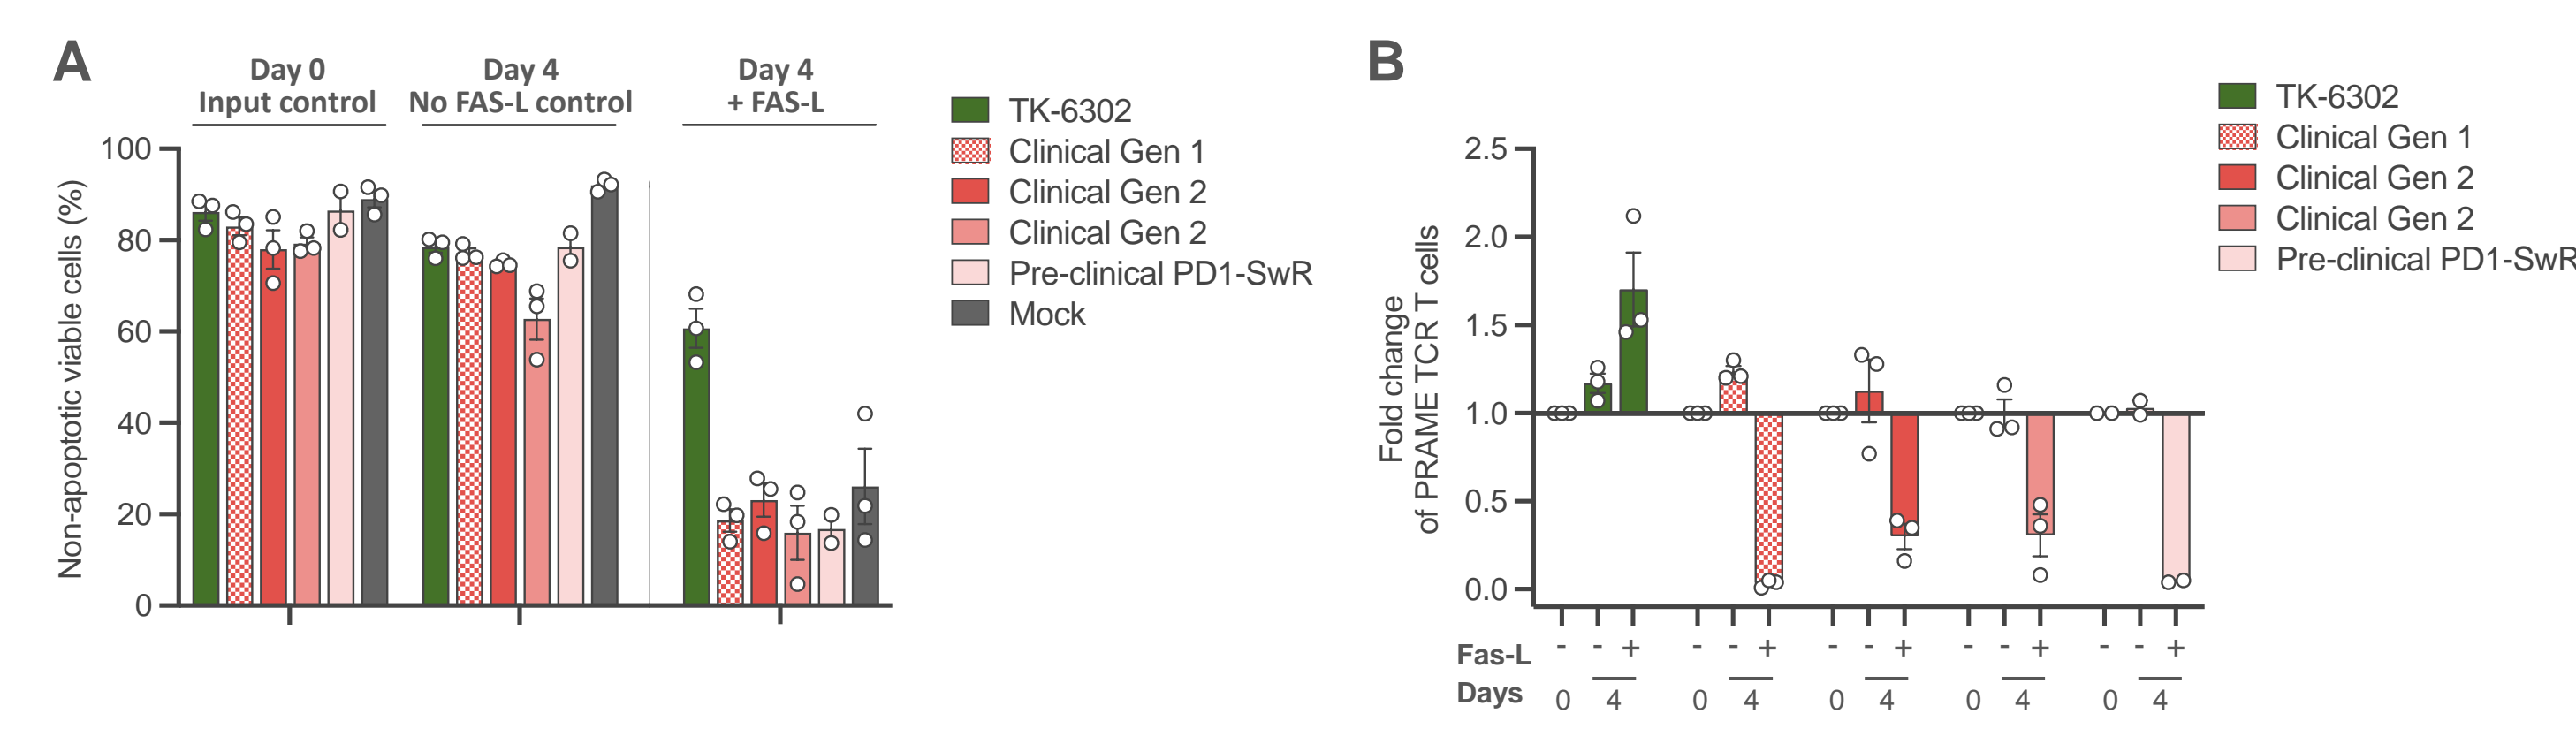 A
Day 0
Input control
Day 4
No FAS-L control
Day 4
+ FAS-L
Non-apoptotic viable cells (%)
100
80
60
40
20
0
TK-6302
Clinical Gen 1
Clinical Gen 2
Clinical Gen 2
Pre-clinical PD1-SwR
Mock
B
Fold change
of PRAME TCR T cells
2.5
2.0
1.5
1.0
0.5
0.0
Fas-L - - + - - + - - + - - + - - +
Days 0 4 0 4 0 4 0 4 0 4
TK-6302
Clinical Gen 1
Clinical Gen 2
Clinical Gen 2
Pre-clinical PD1-SwR